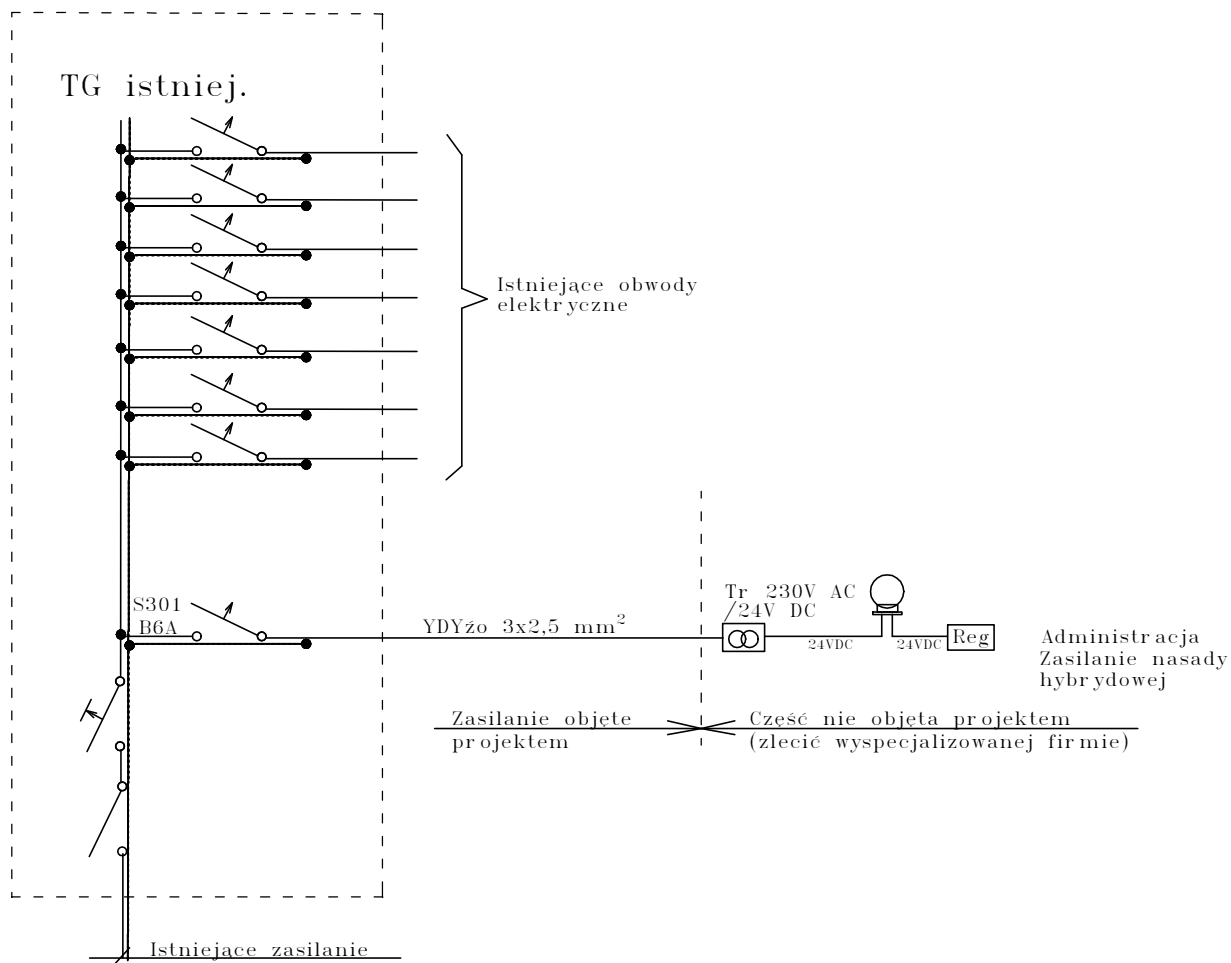 TG istniej.
Istniejące obwody
elektryczne
S301
B6A
YDYżo 3x2,5 mm²
Tr 230V AC
/24V DC
24VDC
24VDC
Reg
Administracja
Zasilanie nasady
hybrydowej
Zasilanie objęte
projektem
Część nie objęta projektem
(zlecić wyspecjalizowanej firmie)
Istniejące zasilanie